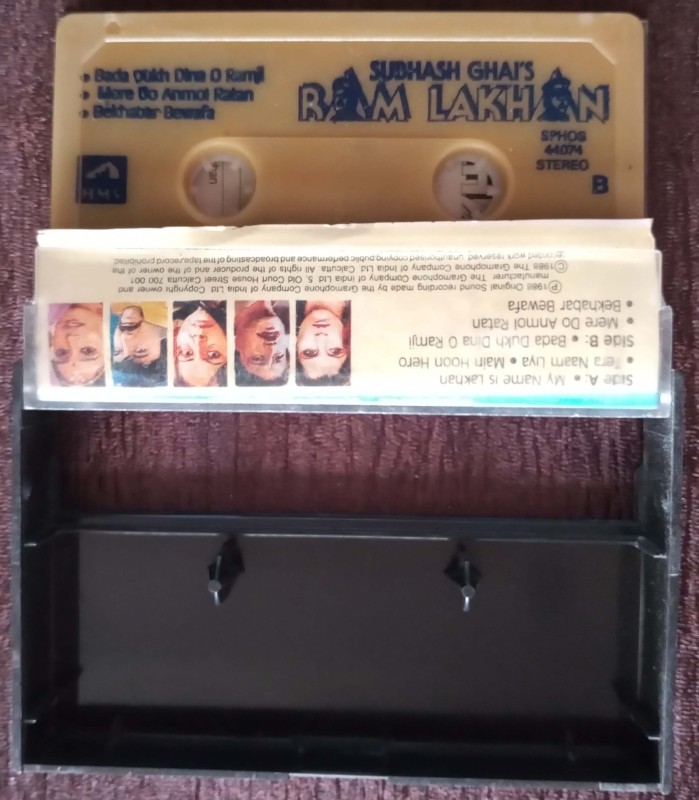 SUBHASH GHAI'S
RAM LAKHAN
• Bada Dukh Dina O Ramji
• Mere Do Anmol Ratan
• Bekhabar Bewafa
SPHOS
44074
STEREO
B
HMV
Side A: • My Name is Lakhan
• Tera Naam Liya • Main Hoon Hero
Side: B: • Bada Dukh Dina O Ramji
• Mere Do Anmol Ratan
• Bekhabar Bewafa
Ⓟ1988 Original Sound recording made by the Gramophone Company of India Ltd. Copyright owner and
manufacturer The Gramophone Company of India Ltd. 5, Old Court House Street Calcutta 700 001
©1988 The Gramophone Company of India Ltd. Calcutta All rights of the producer and of the owner of the
recorded work reserved. Unauthorised copying public performance and broadcasting of the tape/record prohibited